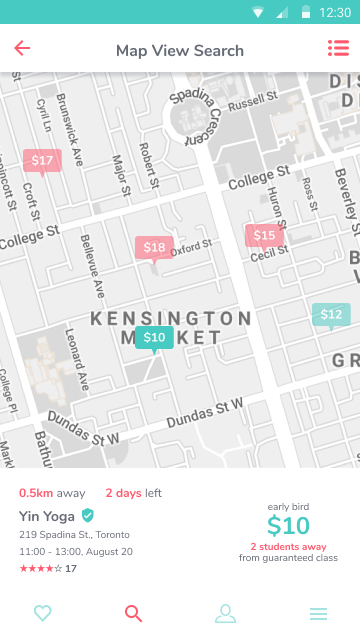 12:30
Map View Search
St
Cyril Ln
Brunswick Ave
Spadina Crescent
Russell St
DIS
D
$17
Croft St
Major St
Robert St
College St
Huron St
Ross St
Beverley St
College St
Bellevue Ave
$18
Oxford St
$15
Cecil St
B
V
KENSINGTON
MARKET
$12
$10
Leonard Ave
GR
College Pl
Dundas St W
Dundas St W
Bathu
Mark
0.5km away 2 days left
Yin Yoga
219 Spadina St., Toronto
11:00 - 13:00, August 20
★★★★☆ 17
early bird
$10
2 students away
from guaranteed class